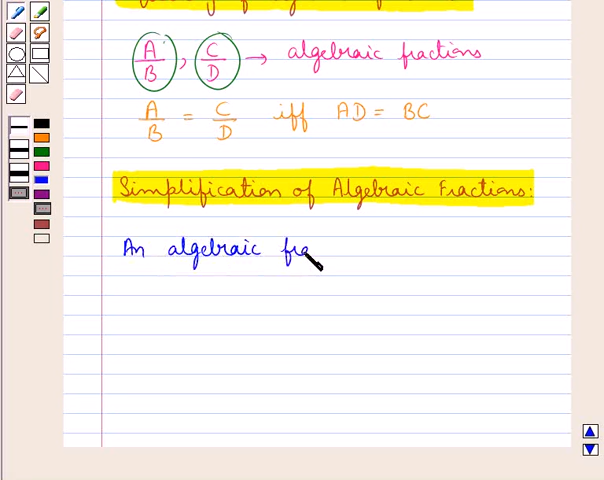 A/B, C/D → algebraic fractions
A/B = C/D iff AD = BC
Simplification of Algebraic Fractions:
An algebraic fra